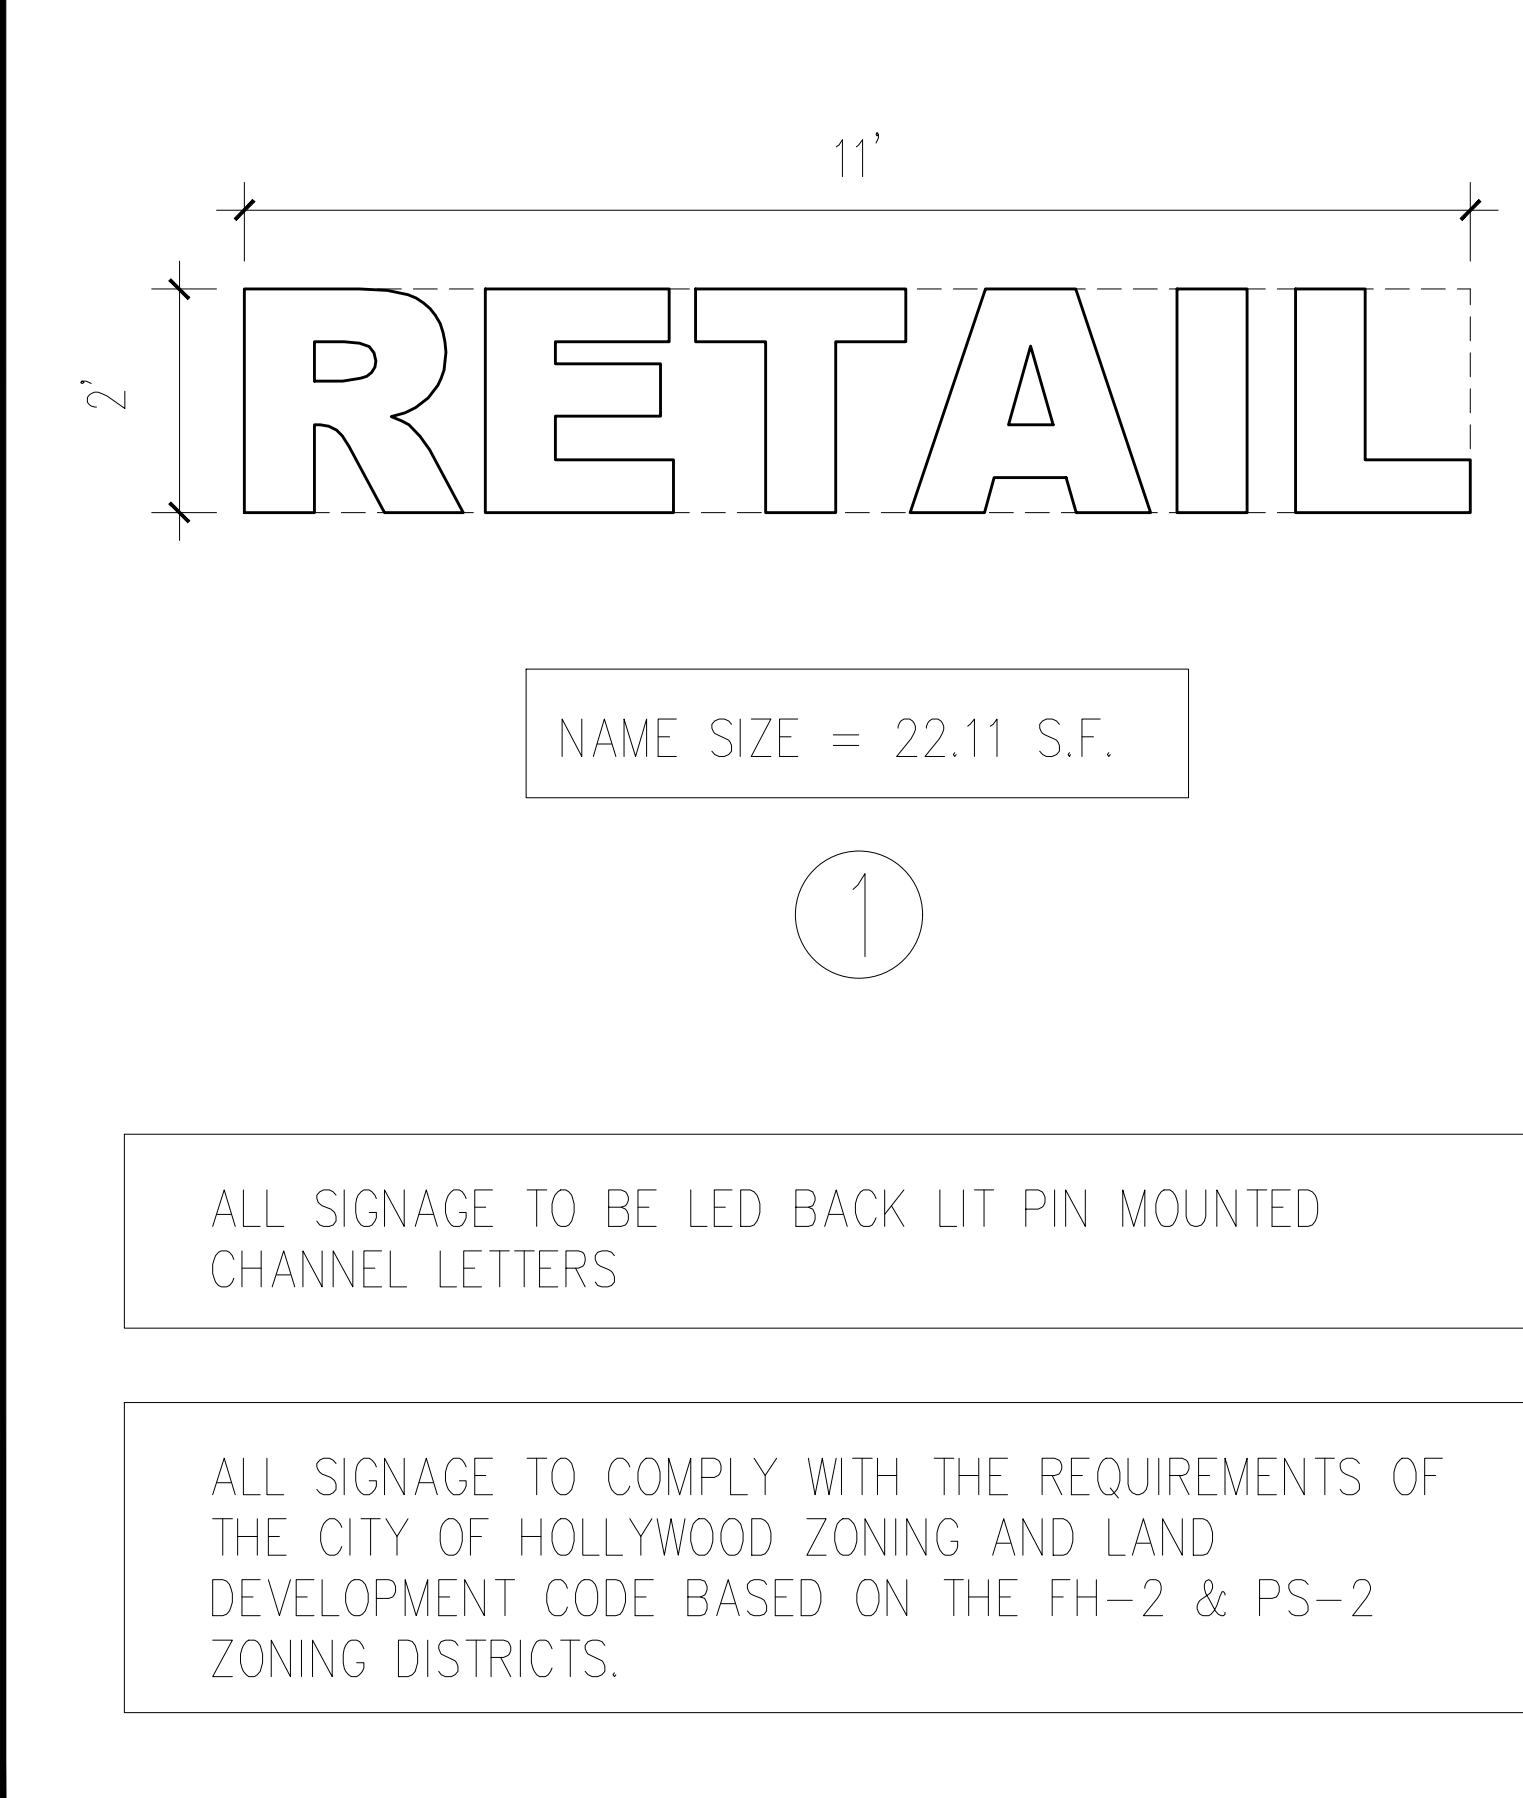 11'
2'
RETAIL
NAME SIZE = 22.11 S.F.
1
ALL SIGNAGE TO BE LED BACK LIT PIN MOUNTED
CHANNEL LETTERS
ALL SIGNAGE TO COMPLY WITH THE REQUIREMENTS OF
THE CITY OF HOLLYWOOD ZONING AND LAND
DEVELOPMENT CODE BASED ON THE FH-2 & PS-2
ZONING DISTRICTS.